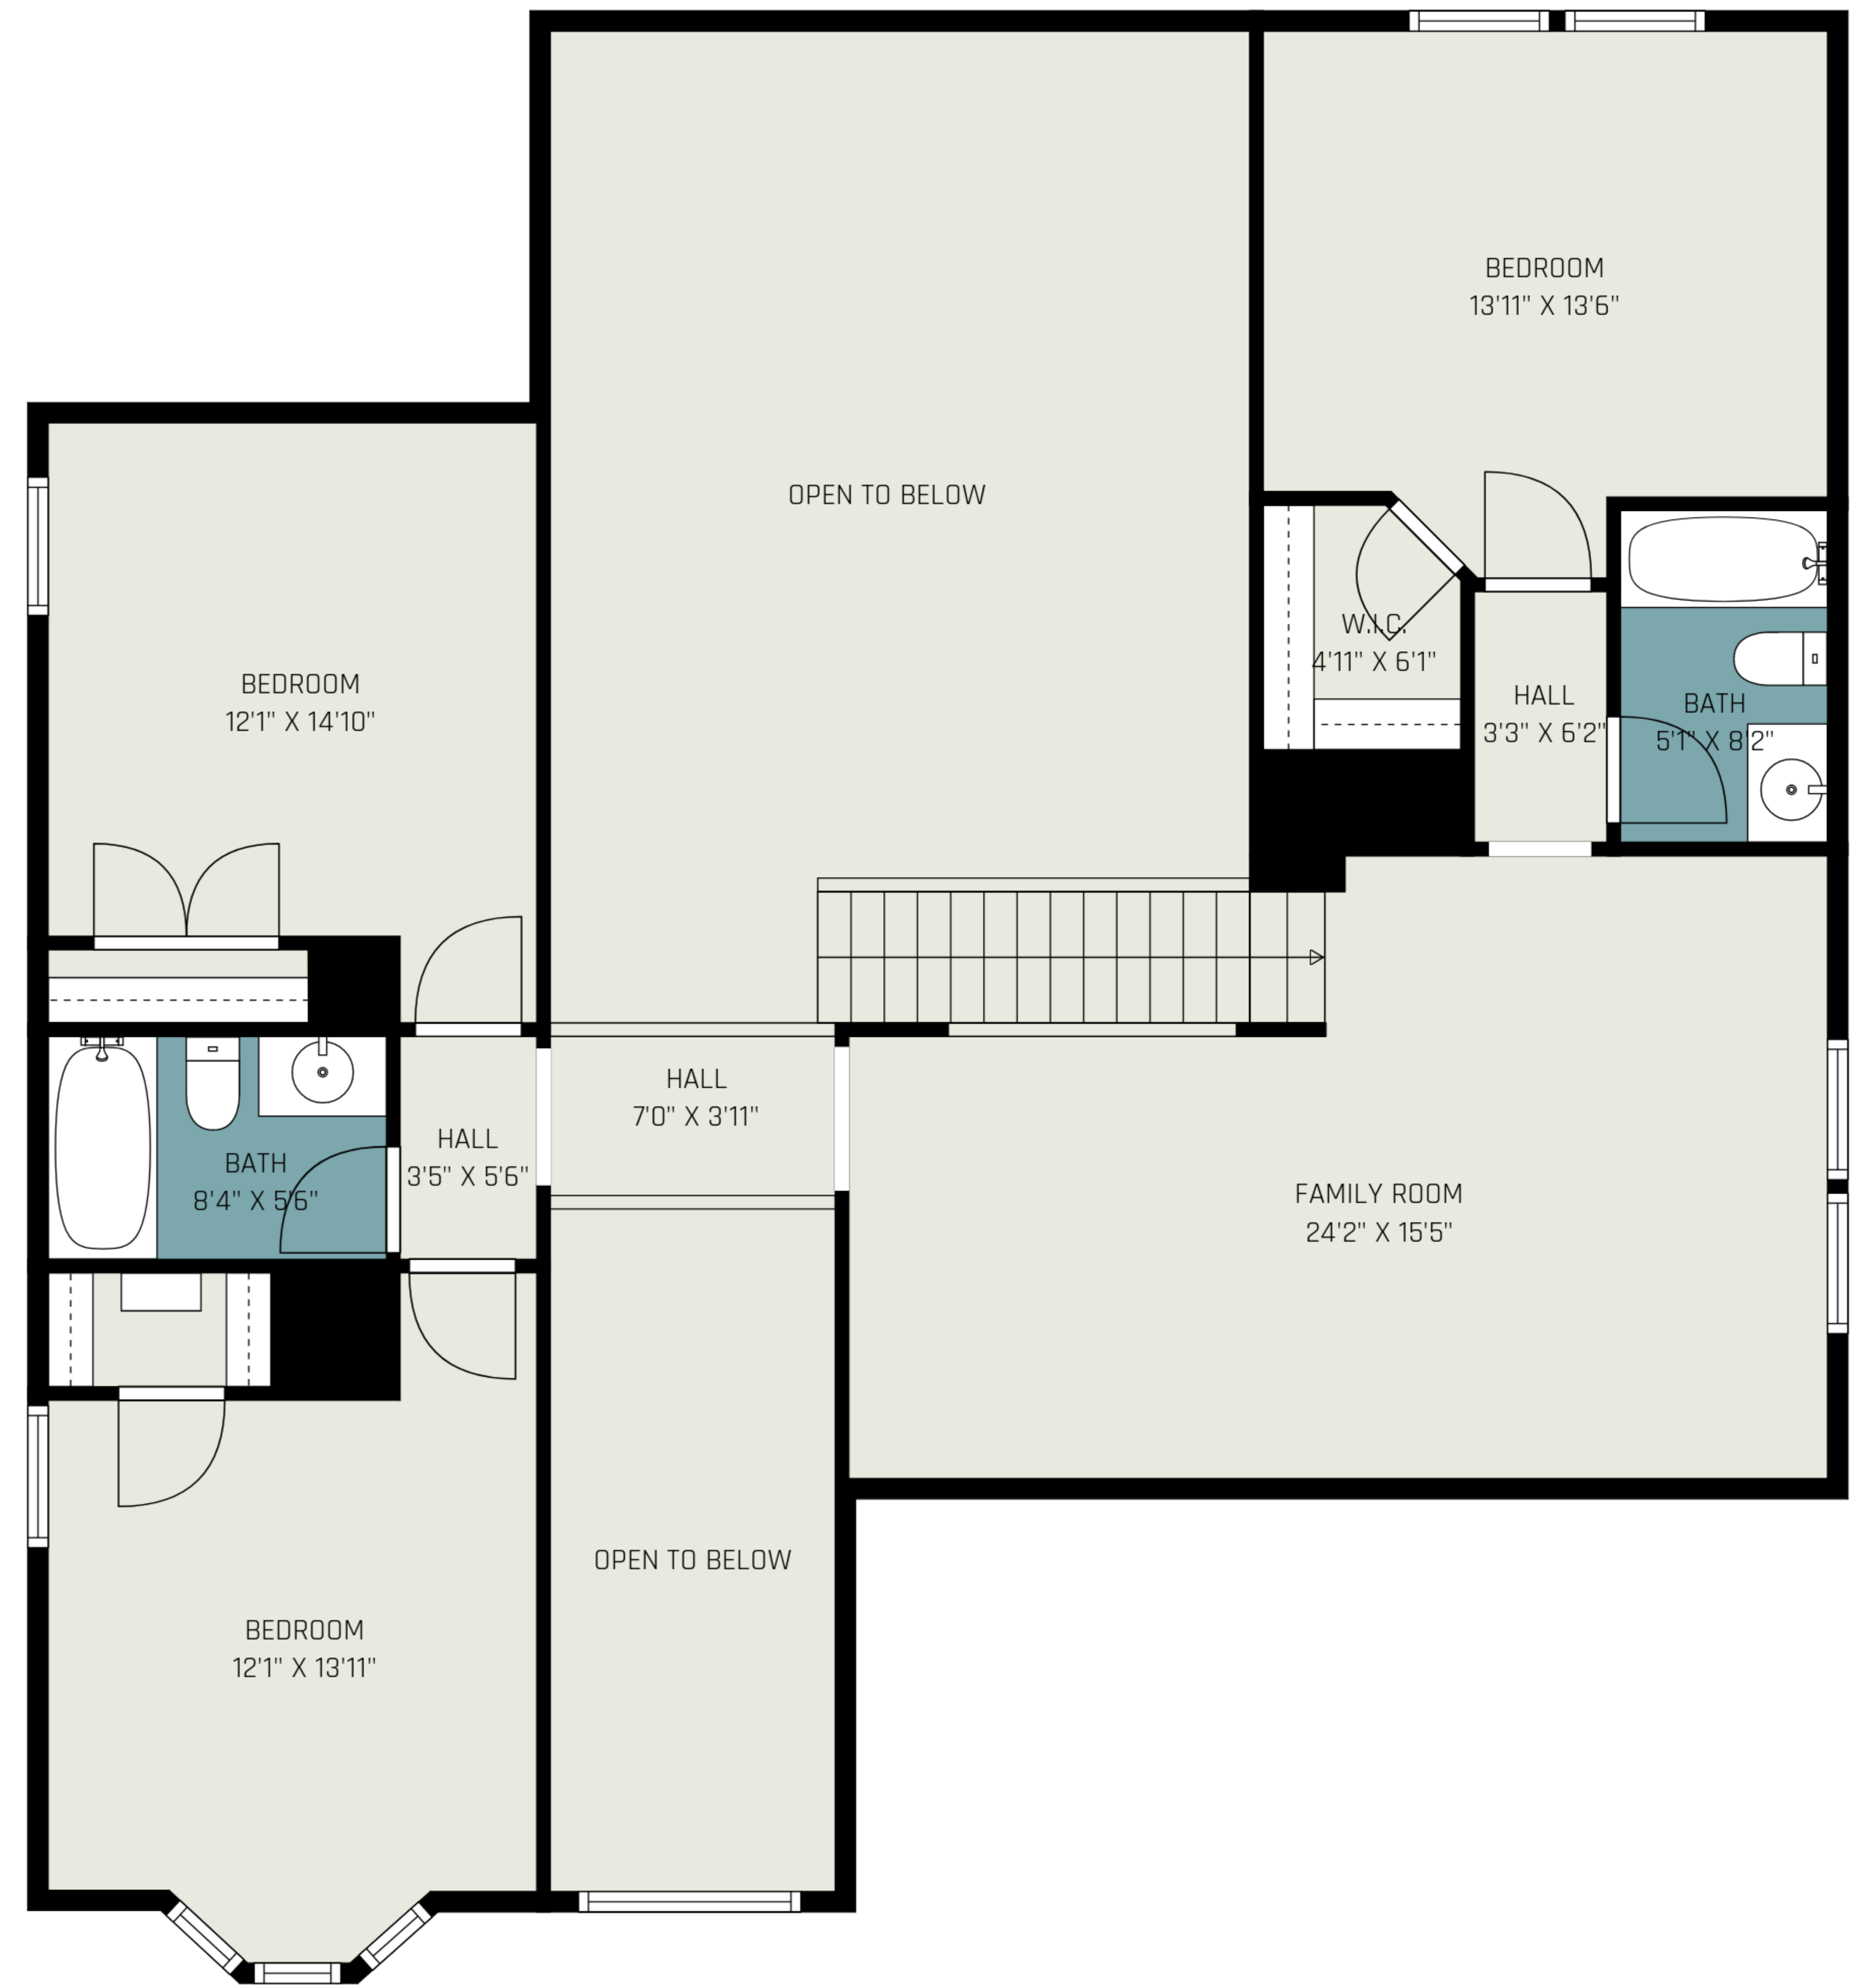 BEDROOM
13'11" X 13'6"
OPEN TO BELOW
W.I.C.
4'11" X 6'1"
HALL
3'3" X 6'2"
BATH
5'1" X 8'2"
BEDROOM
12'1" X 14'10"
HALL
7'0" X 3'11"
HALL
3'5" X 5'6"
BATH
8'4" X 5'6"
FAMILY ROOM
24'2" X 15'5"
OPEN TO BELOW
BEDROOM
12'1" X 13'11"